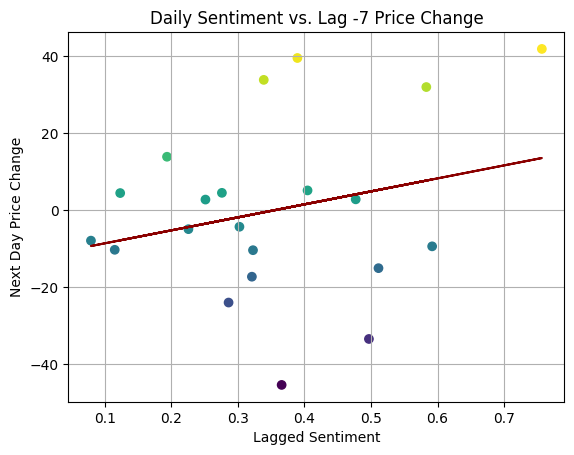 Daily Sentiment vs. Lag -7 Price Change
Next Day Price Change
40
20
0
−20
−40
0.1 0.2 0.3 0.4 0.5 0.6 0.7
Lagged Sentiment